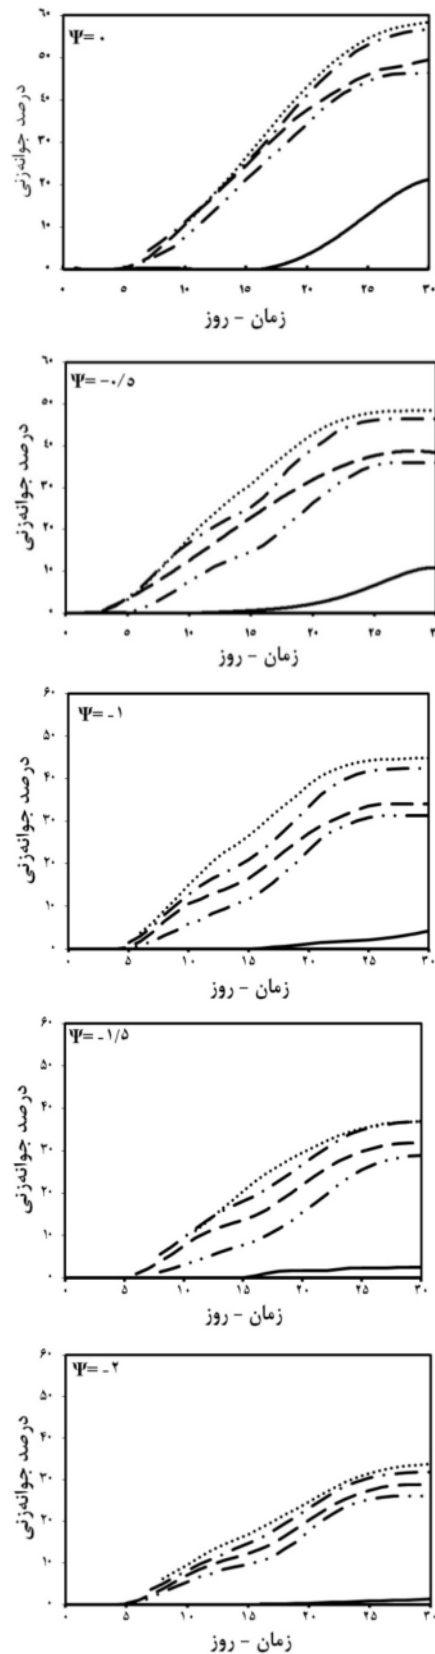 Ψ= ۰
درصد جوانه‌زنی
۶۰
۵۰
۴۰
۳۰
۲۰
۱۰
۰
۰ ۵ ۱۰ ۱۵ ۲۰ ۲۵ ۳۰
زمان - روز
Ψ= -۰/۵
درصد جوانه‌زنی
۶۰
۵۰
۴۰
۳۰
۲۰
۱۰
۰
۰ ۵ ۱۰ ۱۵ ۲۰ ۲۵ ۳۰
زمان - روز
Ψ= -۱
درصد جوانه‌زنی
۶۰
۵۰
۴۰
۳۰
۲۰
۱۰
۰
۰ ۵ ۱۰ ۱۵ ۲۰ ۲۵ ۳۰
زمان - روز
Ψ= -۱/۵
درصد جوانه‌زنی
۶۰
۵۰
۴۰
۳۰
۲۰
۱۰
۰
۰ ۵ ۱۰ ۱۵ ۲۰ ۲۵ ۳۰
زمان - روز
Ψ= -۲
درصد جوانه‌زنی
۶۰
۵۰
۴۰
۳۰
۲۰
۱۰
۰
۰ ۵ ۱۰ ۱۵ ۲۰ ۲۵ ۳۰
زمان - روز